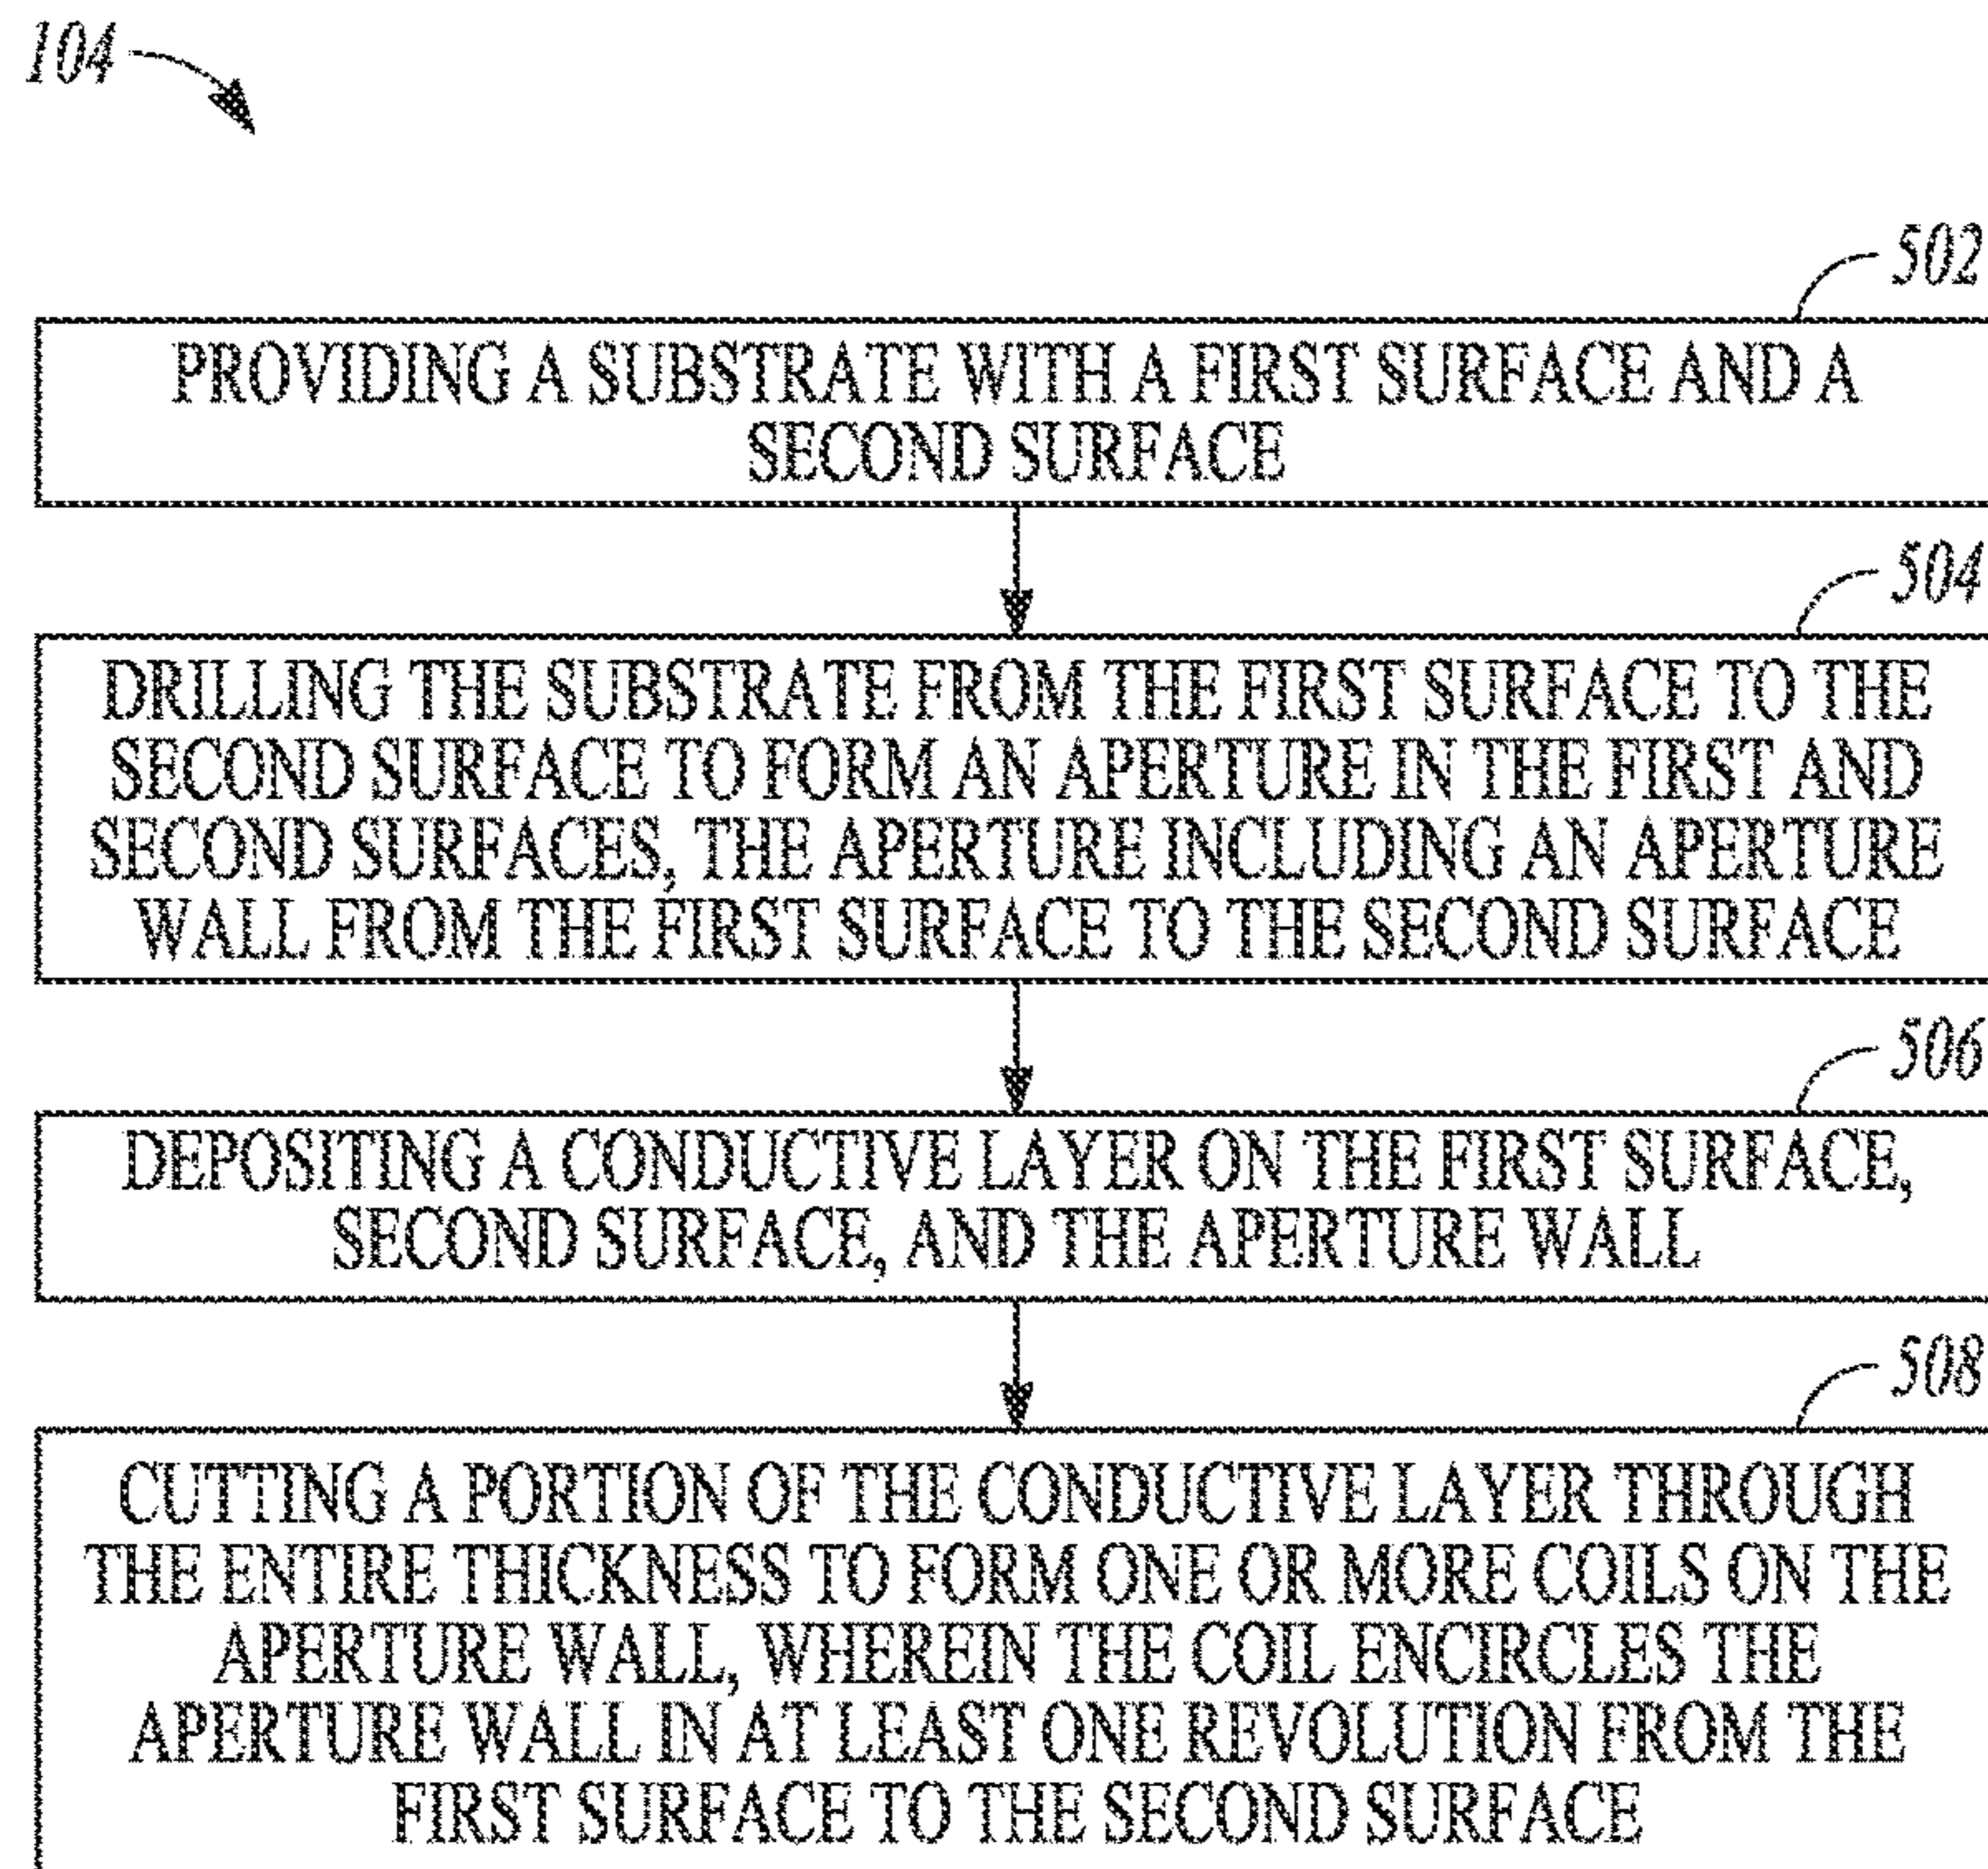 104
502
PROVIDING A SUBSTRATE WITH A FIRST SURFACE AND A
SECOND SURFACE
504
DRILLING THE SUBSTRATE FROM THE FIRST SURFACE TO THE
SECOND SURFACE TO FORM AN APERTURE IN THE FIRST AND
SECOND SURFACES, THE APERTURE INCLUDING AN APERTURE
WALL FROM THE FIRST SURFACE TO THE SECOND SURFACE
506
DEPOSITING A CONDUCTIVE LAYER ON THE FIRST SURFACE,
SECOND SURFACE, AND THE APERTURE WALL
508
CUTTING A PORTION OF THE CONDUCTIVE LAYER THROUGH
THE ENTIRE THICKNESS TO FORM ONE OR MORE COILS ON THE
APERTURE WALL, WHEREIN THE COIL ENCIRCLES THE
APERTURE WALL IN AT LEAST ONE REVOLUTION FROM THE
FIRST SURFACE TO THE SECOND SURFACE